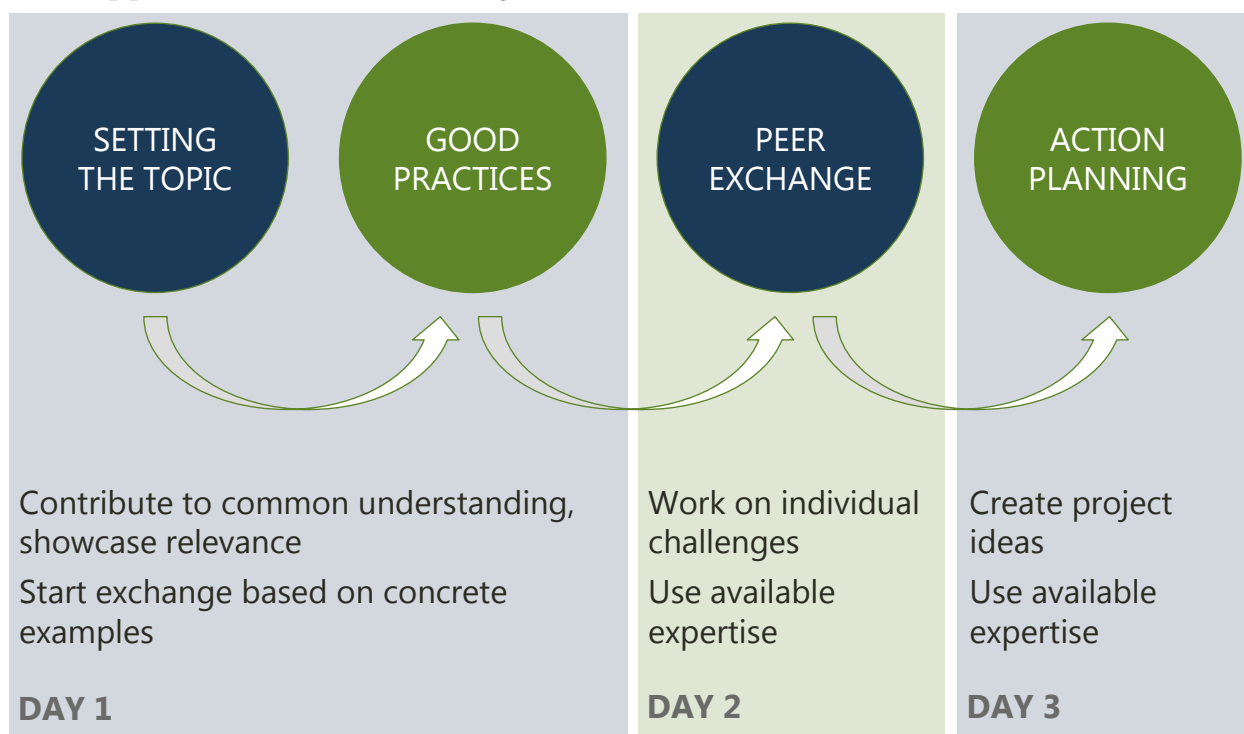 SETTING
THE TOPIC
GOOD
PRACTICES
PEER
EXCHANGE
ACTION
PLANNING
Contribute to common understanding,
showcase relevance
Start exchange based on concrete
examples
DAY 1
Work on individual
challenges
Use available
expertise
DAY 2
Create project
ideas
Use available
expertise
DAY 3